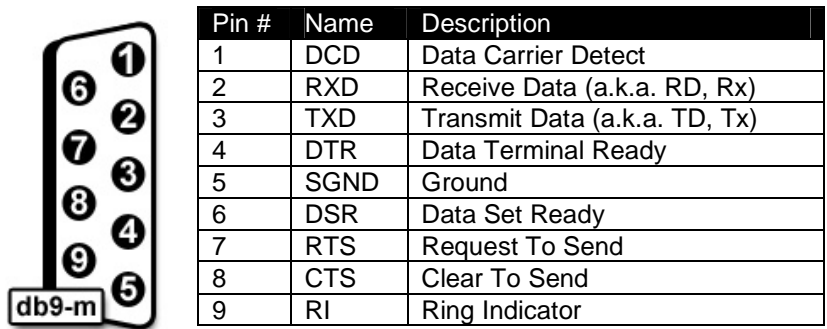 1
6
2
7
3
8
4
9
5
db9-m
Pin # Name Description
1 DCD Data Carrier Detect
2 RXD Receive Data (a.k.a. RD, Rx)
3 TXD Transmit Data (a.k.a. TD, Tx)
4 DTR Data Terminal Ready
5 SGND Ground
6 DSR Data Set Ready
7 RTS Request To Send
8 CTS Clear To Send
9 RI Ring Indicator